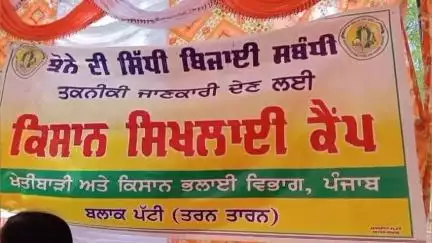 ਝੋਨੇ ਦੀ ਸਿੱਧੀ ਬਿਜਾਈ ਸਬੰਧੀ
ਤਕਨੀਕੀ ਜਾਣਕਾਰੀ ਦੇਣ ਲਈ
ਕਿਸਾਨ ਸਿਖਲਾਈ ਕੈਂਪ
ਖੇਤੀਬਾੜੀ ਅਤੇ ਕਿਸਾਨ ਭਲਾਈ ਵਿਭਾਗ, ਪੰਜਾਬ
ਬਲਾਕ ਪੱਟੀ (ਤਰਨ ਤਾਰਨ)